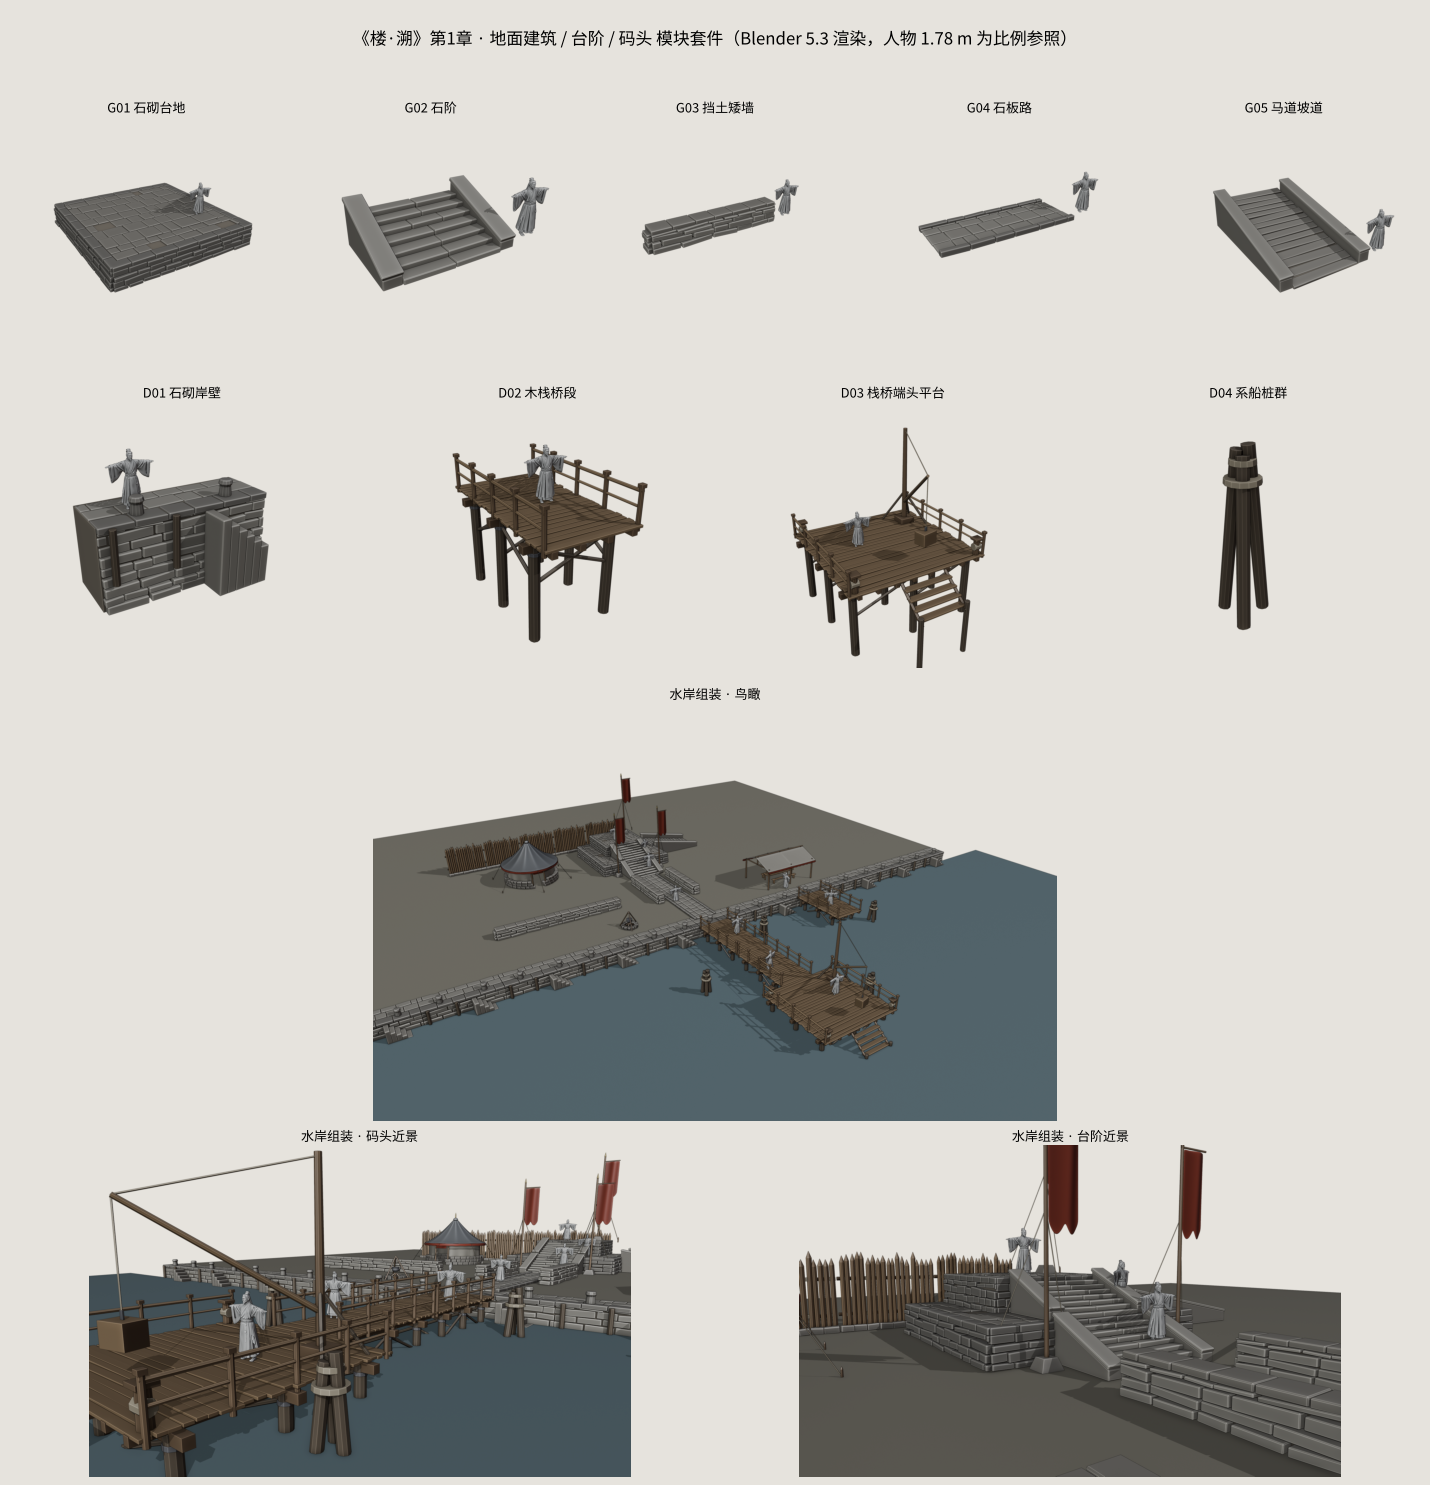 《楼·溯》第1章 · 地面建筑 / 台阶 / 码头 模块套件（Blender 5.3 渲染，人物 1.78 m 为比例参照）
G01 石砌台地
G02 石阶
G03 挡土矮墙
G04 石板路
G05 马道坡道
D01 石砌岸壁
D02 木栈桥段
D03 栈桥端头平台
D04 系船桩群
水岸组装 · 鸟瞰
水岸组装 · 码头近景
水岸组装 · 台阶近景